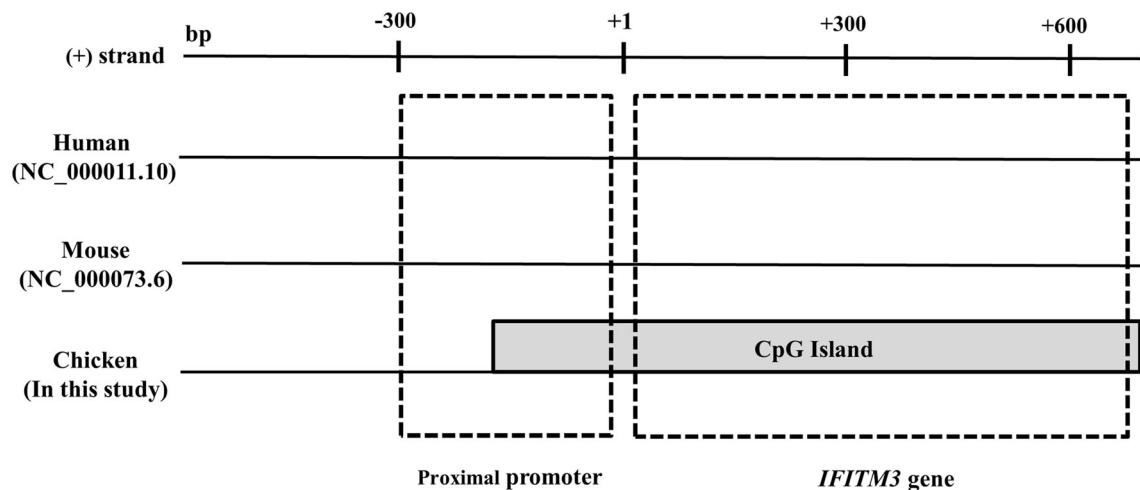 bp -300 +1 +300 +600
(+) strand
Human
(NC_000011.10)
Mouse
(NC_000073.6)
CpG Island
Chicken
(In this study)
Proximal promoter IFITM3 gene